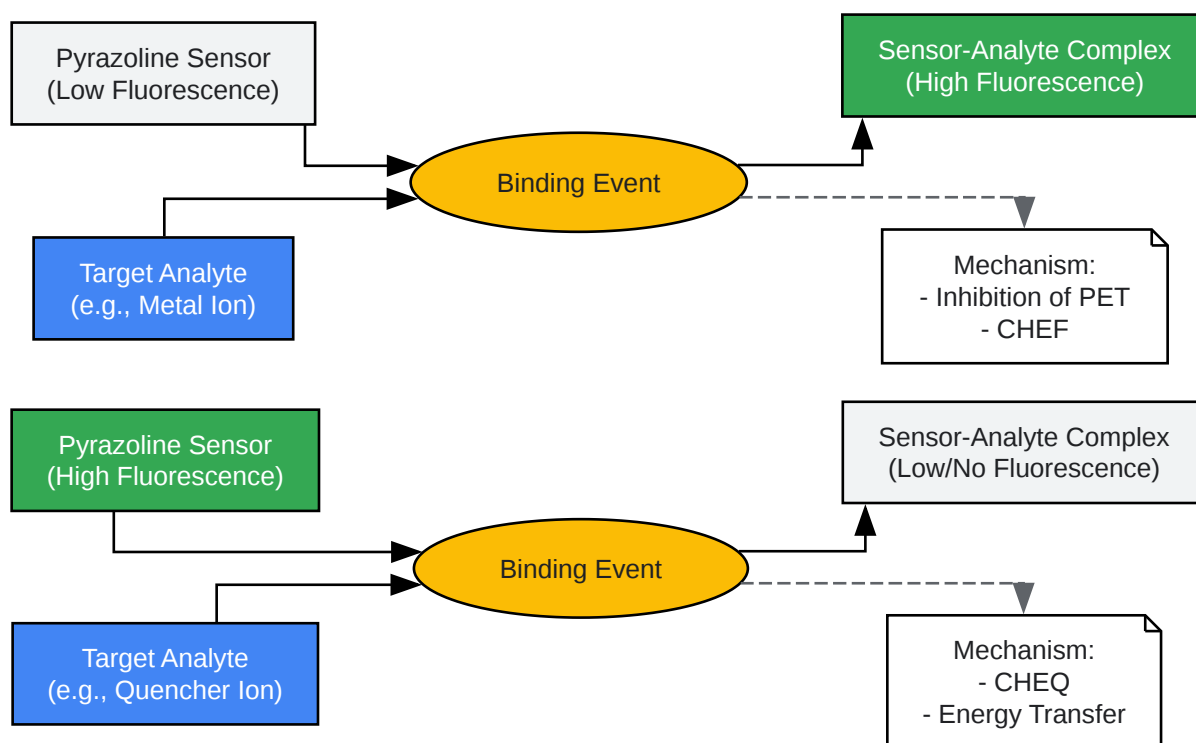 Pyrazoline Sensor
(Low Fluorescence)
Sensor-Analyte Complex
(High Fluorescence)
Binding Event
Target Analyte
(e.g., Metal Ion)
Mechanism:
- Inhibition of PET
- CHEF
Pyrazoline Sensor
(High Fluorescence)
Sensor-Analyte Complex
(Low/No Fluorescence)
Binding Event
Target Analyte
(e.g., Quencher Ion)
Mechanism:
- CHEQ
- Energy Transfer